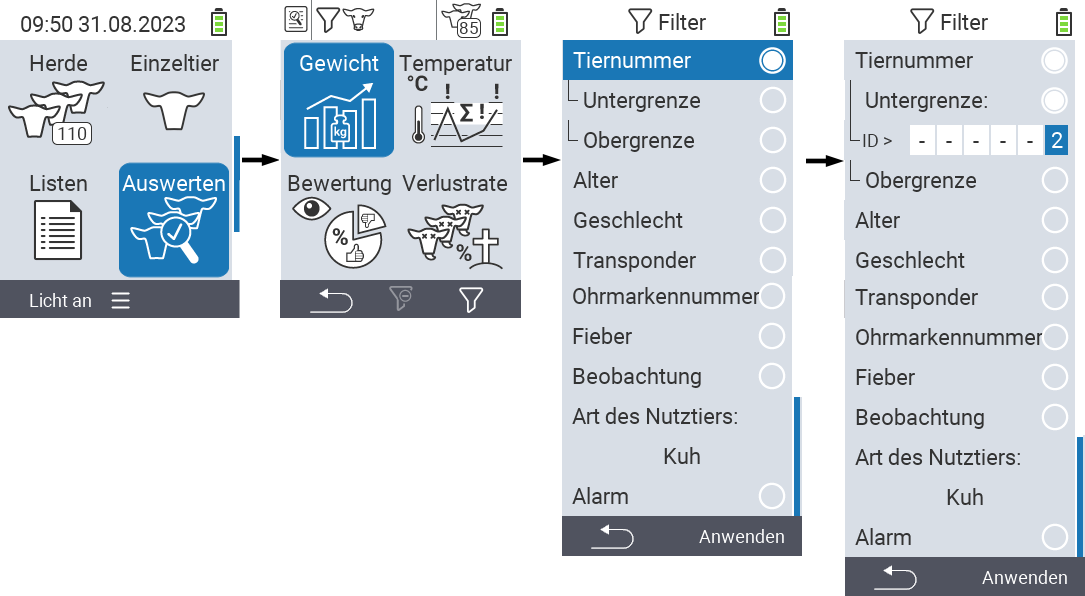 09:50 31.08.2023
Herde
Einzeltier
110
Listen
Auswerten
Licht an
85
Gewicht
Temperatur
°C
! !
Σ !
kg
Bewertung
Verlustrate
%
%
Filter
Tiernummer
Untergrenze
Obergrenze
Alter
Geschlecht
Transponder
Ohrmarkennummer
Fieber
Beobachtung
Art des Nutztiers:
Kuh
Alarm
Anwenden
Filter
Tiernummer
Untergrenze:
ID > - - - - - 2
Obergrenze
Alter
Geschlecht
Transponder
Ohrmarkennummer
Fieber
Beobachtung
Art des Nutztiers:
Kuh
Alarm
Anwenden